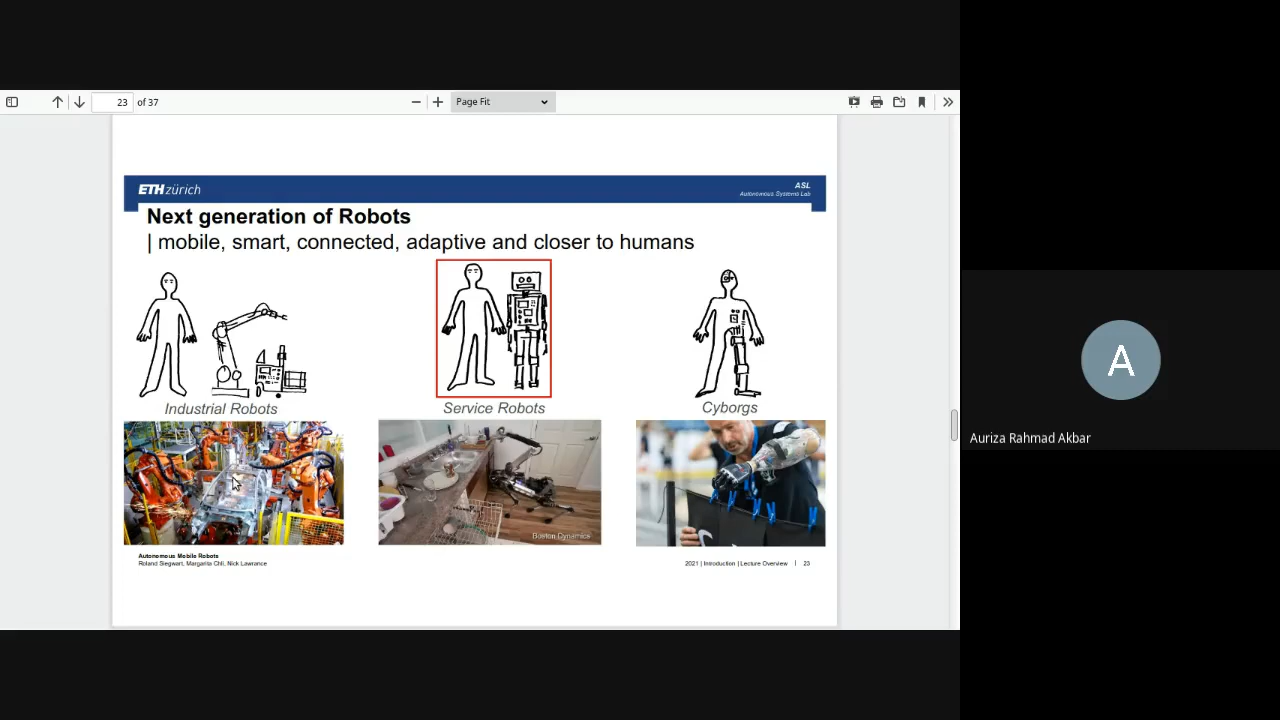 23 of 37
Page Fit
ETH zürich
ASL
Autonomous Systems Lab
Next generation of Robots
| mobile, smart, connected, adaptive and closer to humans
Industrial Robots
Service Robots
Cyborgs
Boston Dynamics
Autonomous Mobile Robots
Roland Siegwart, Margarita Chli, Nick Lawrance
2021 | Introduction | Lecture Overview | 23
A
Auriza Rahmad Akbar